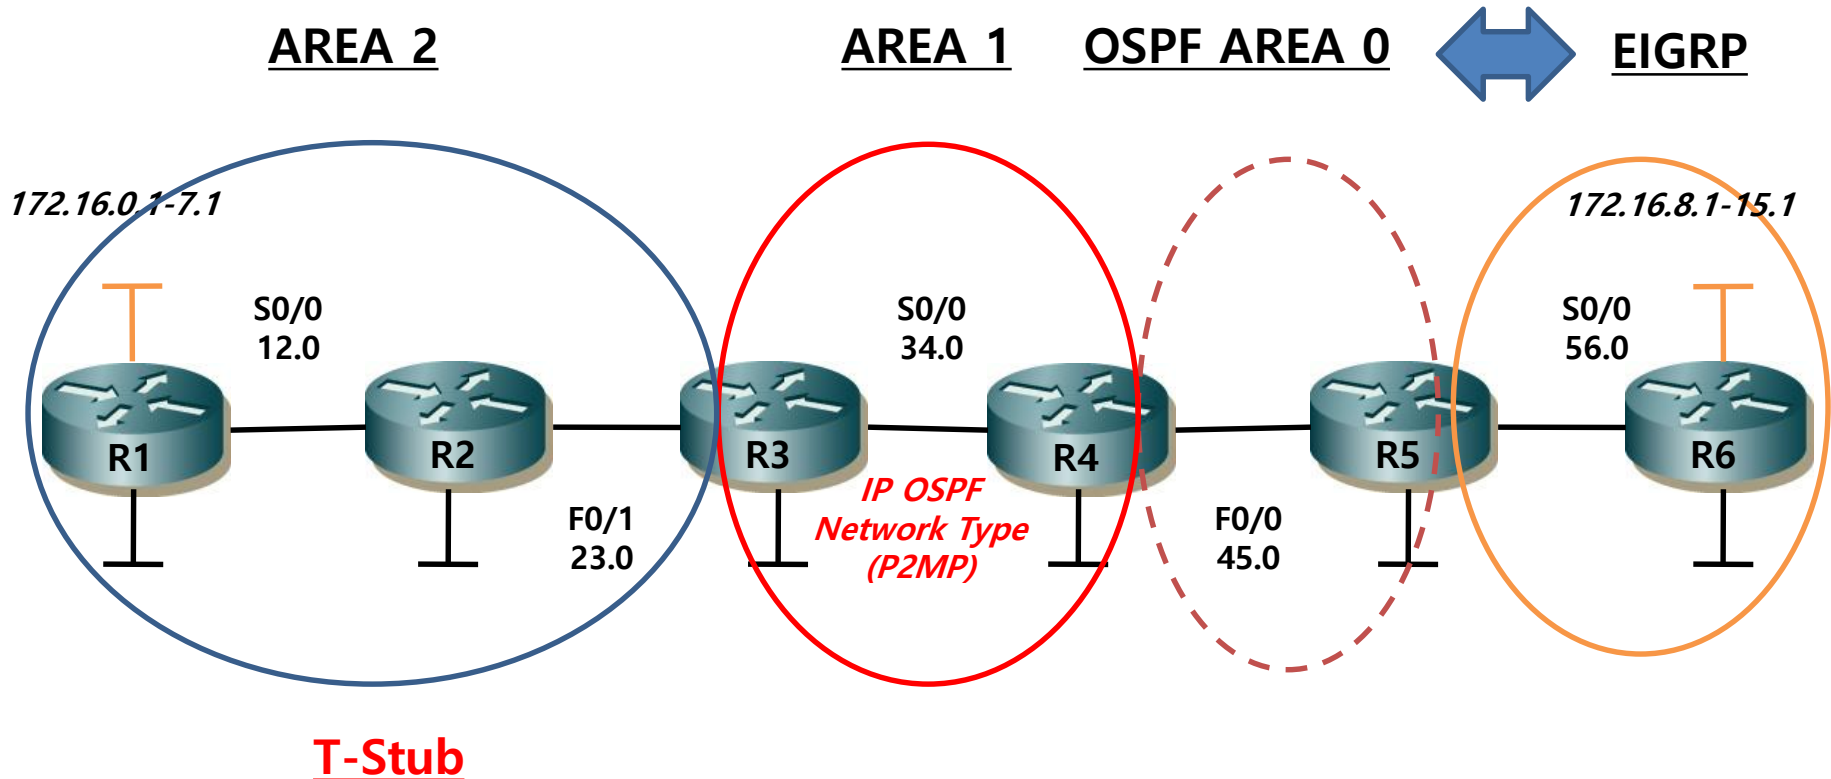 AREA 2
AREA 1
OSPF AREA 0
EIGRP
172.16.0.1-7.1
172.16.8.1-15.1
S0/0
12.0
S0/0
34.0
S0/0
56.0
R1
R2
R3
R4
R5
R6
F0/1
23.0
IP OSPF
Network Type
(P2MP)
F0/0
45.0
T-Stub